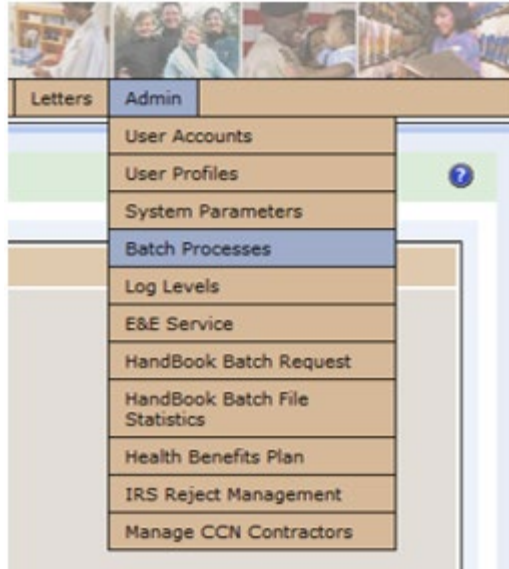 Letters Admin
User Accounts
User Profiles
System Parameters
Batch Processes
Log Levels
E&E Service
HandBook Batch Request
HandBook Batch File
Statistics
Health Benefits Plan
IRS Reject Management
Manage CCN Contractors
?